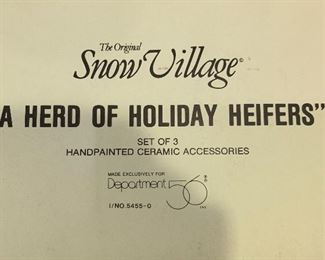 The Original
Snow Village©
A HERD OF HOLIDAY HEIFERS"
SET OF 3
HANDPAINTED CERAMIC ACCESSORIES
MADE EXCLUSIVELY FOR
Department 56®
I/NO.5455-0